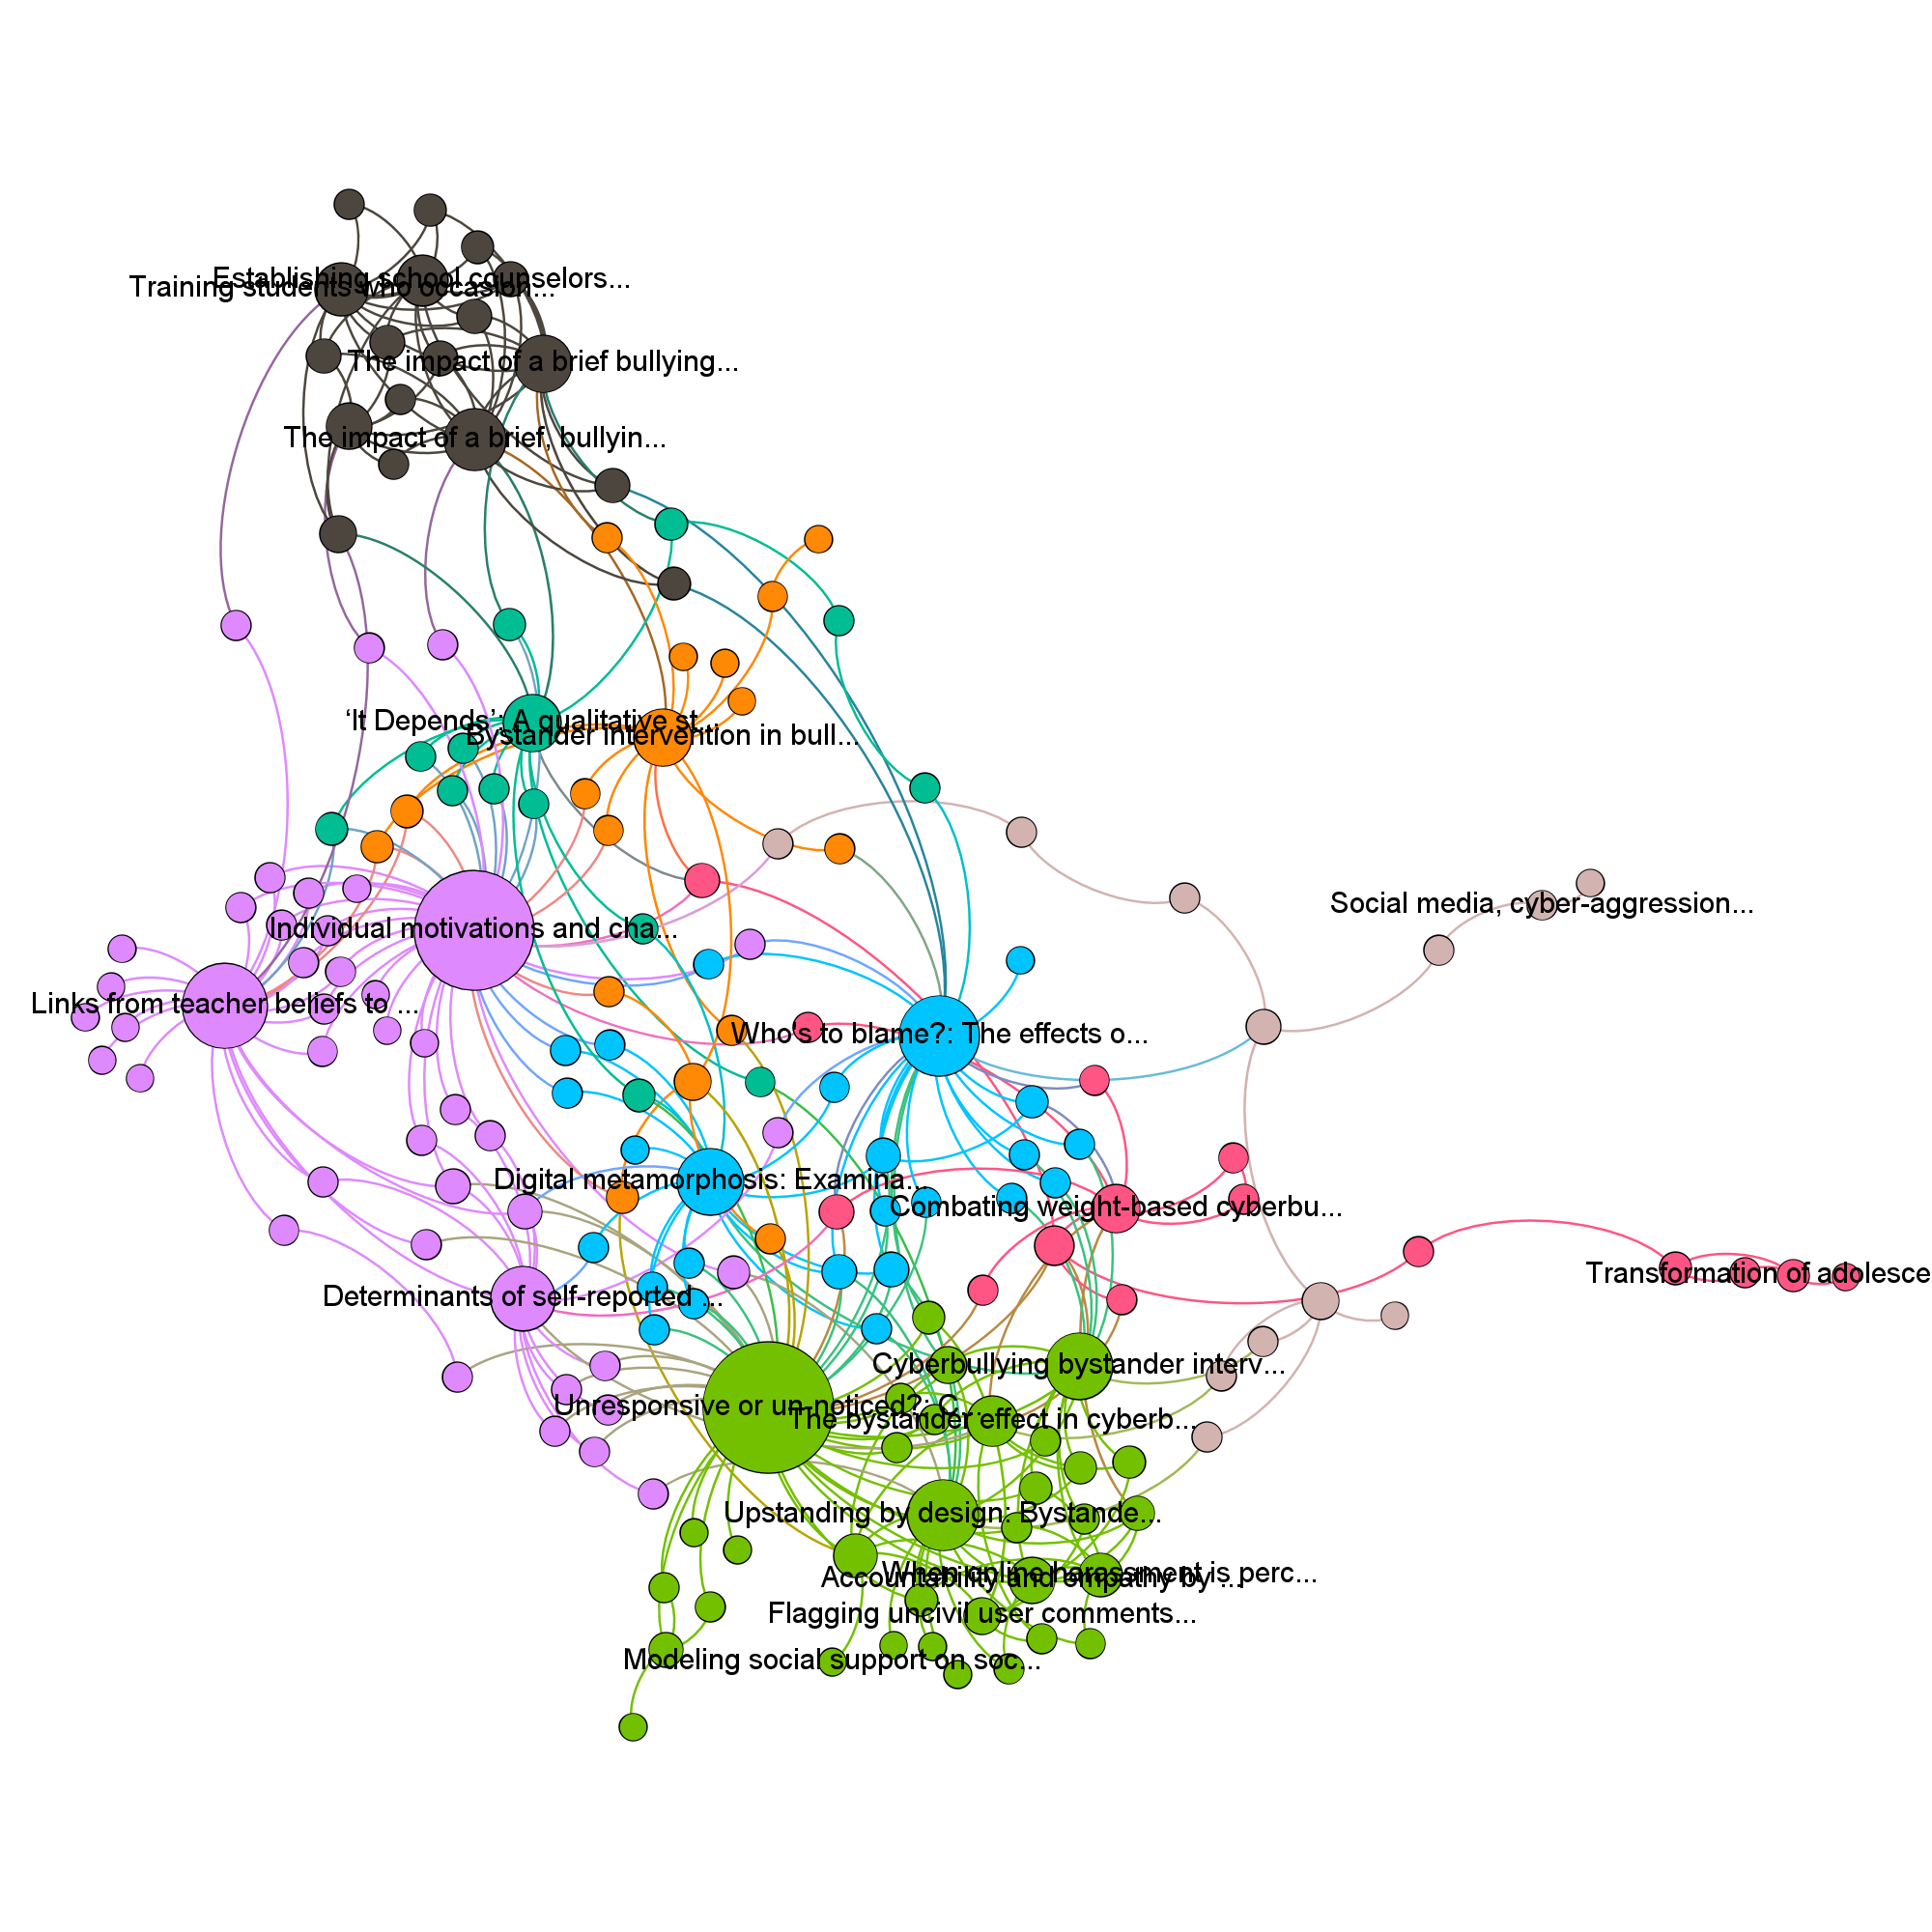 Establishing school counselors...
Training students who occasion...
The impact of a brief bullying...
The impact of a brief, bullyin...
‘It Depends’: A qualitative st...
Bystander intervention in bull...
Social media, cyber-aggression...
Individual motivations and cha...
Links from teacher beliefs to ...
Who's to blame?: The effects o...
Digital metamorphosis: Examina...
Combating weight-based cyberbu...
Transformation of adolesce
Determinants of self-reported ...
Cyberbullying bystander interv...
Unresponsive or un-noticed?: C...
The bystander effect in cyberb...
Upstanding by design: Bystande...
When online harassment is perc...
Accountability and empathy by ...
Flagging uncivil user comments...
Modeling social support on soc...